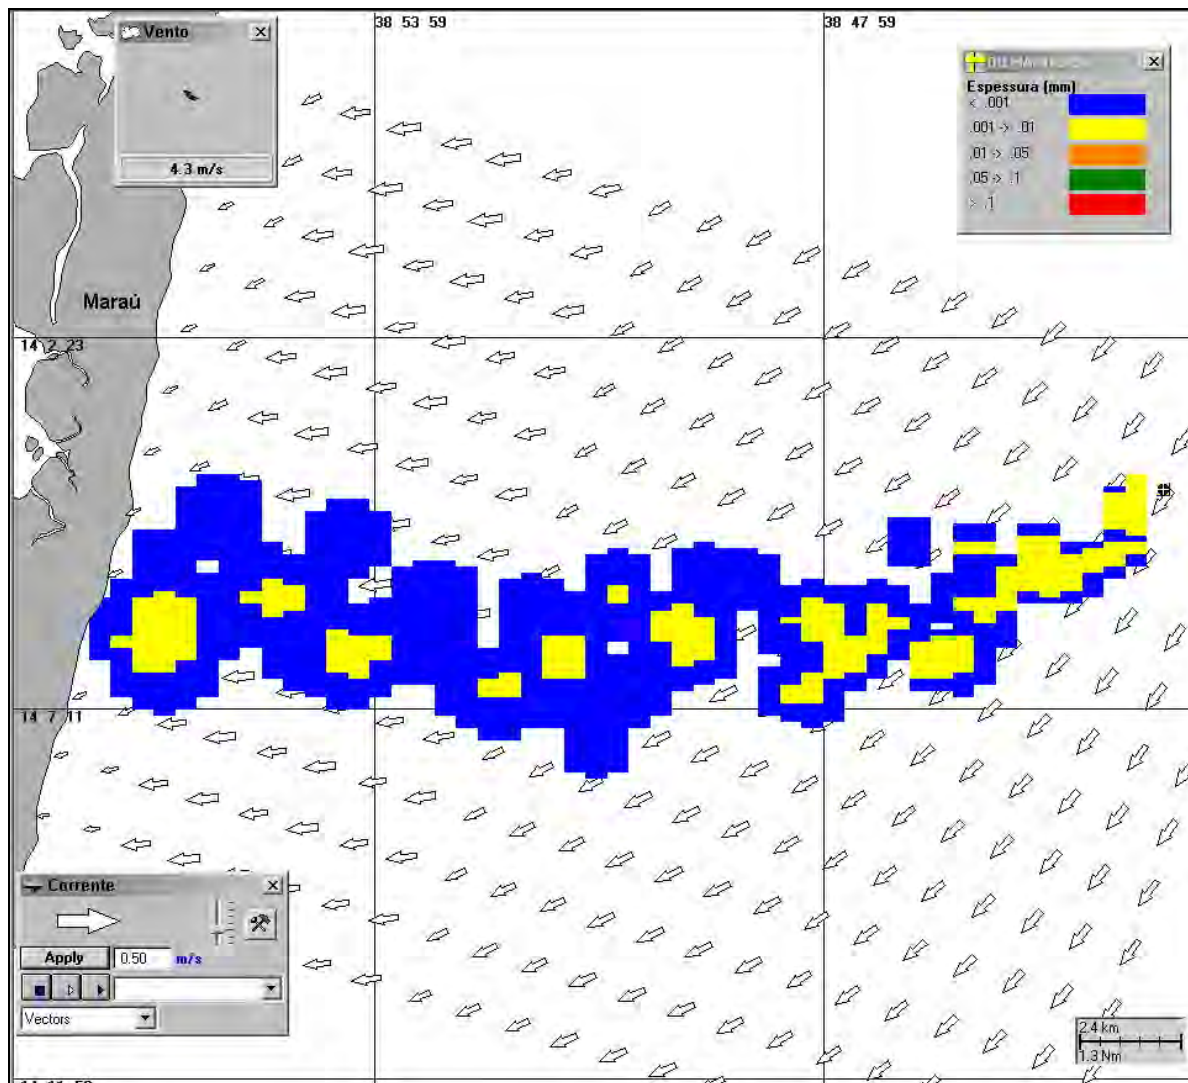 38 53 59
38 47 59
Vento
4.3 m/s
Espessura (mm)
< .001
.001 -> .01
.01 -> .05
.05 -> .1
> .1
Maraú
14 2 23
14 7 11
Corrente
Apply
0.50
m/s
Vectors
2.4 km
1.3 Nm